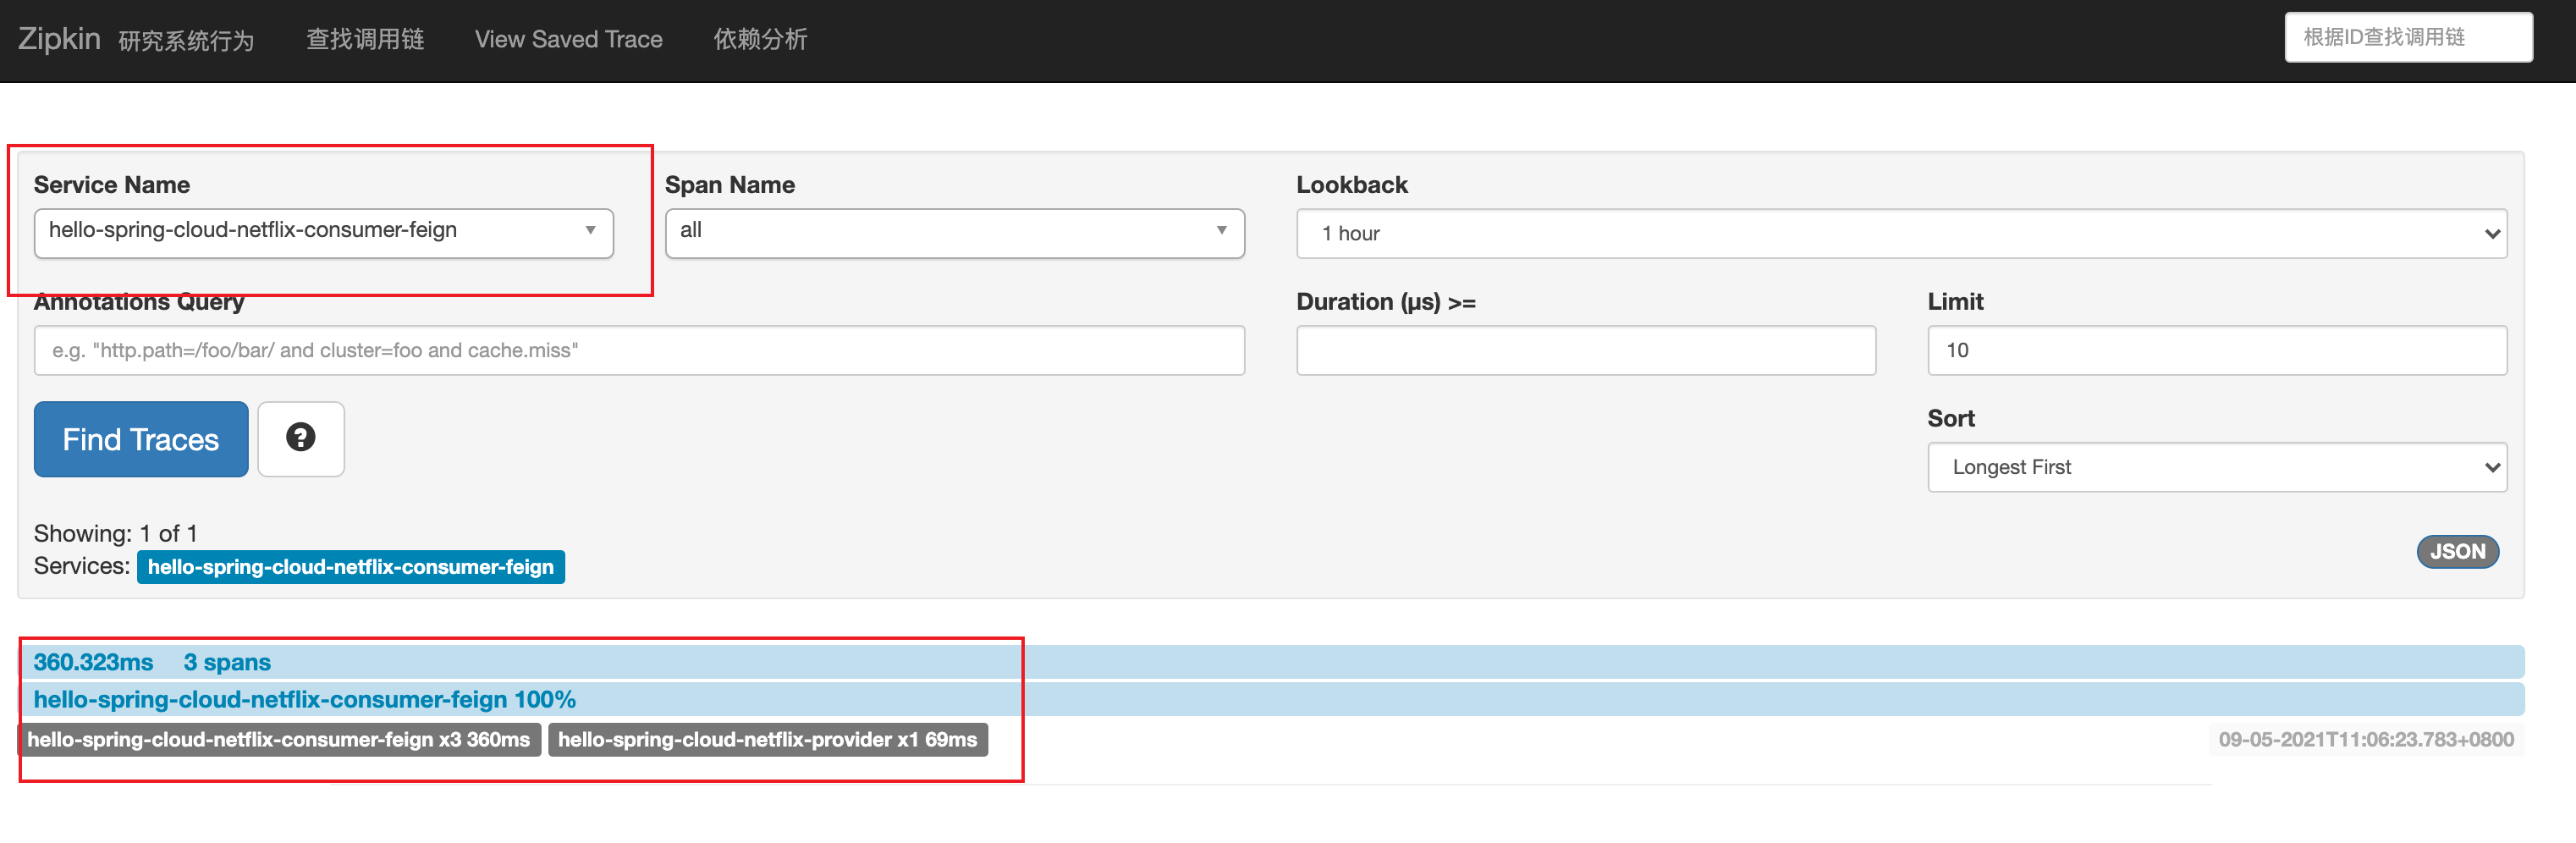 Zipkin 研究系统行为 查找调用链 View Saved Trace 依赖分析 根据ID查找调用链
Service Name Span Name Lookback
hello-spring-cloud-netflix-consumer-feign all 1 hour
Annotations Query Duration (μs) >= Limit
e.g. "http.path=/foo/bar/ and cluster=foo and cache.miss" 10
Find Traces ?
Sort
Longest First
Showing: 1 of 1
Services: hello-spring-cloud-netflix-consumer-feign JSON
360.323ms 3 spans
hello-spring-cloud-netflix-consumer-feign 100%
hello-spring-cloud-netflix-consumer-feign x3 360ms hello-spring-cloud-netflix-provider x1 69ms 09-05-2021T11:06:23.783+0800